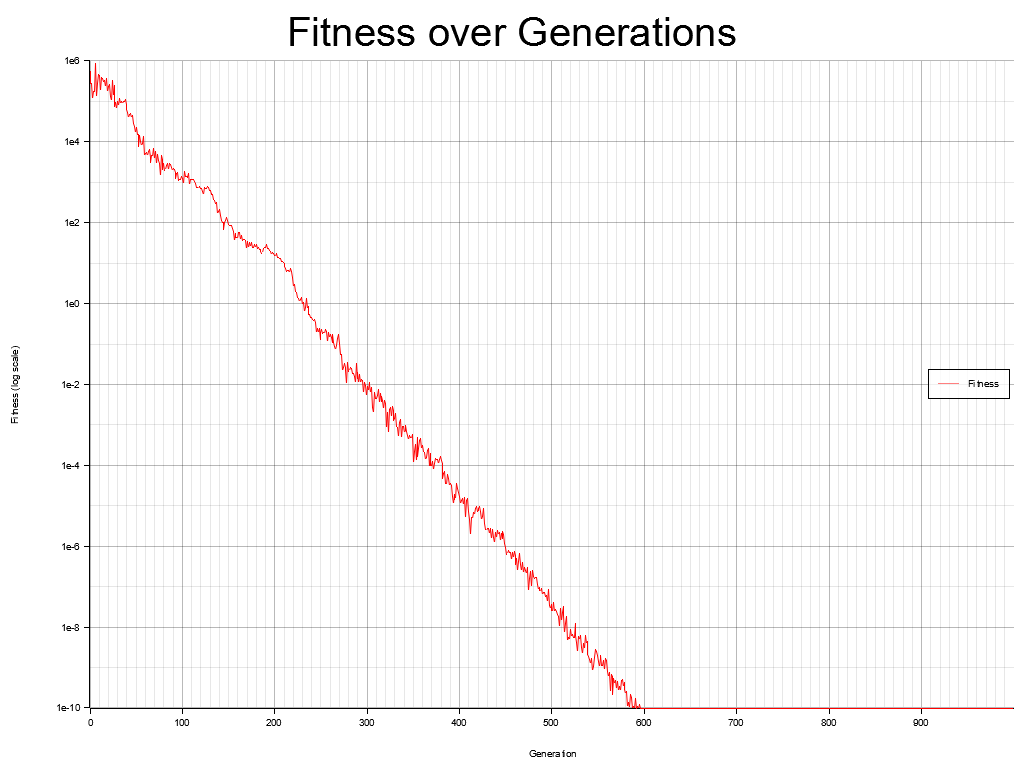 Fitness over Generations
1e6
1e4
1e2
1e0
1e-2
1e-4
1e-6
1e-8
1e-10
Fitness (log scale)
Fitness
0 100 200 300 400 500 600 700 800 900
Generation